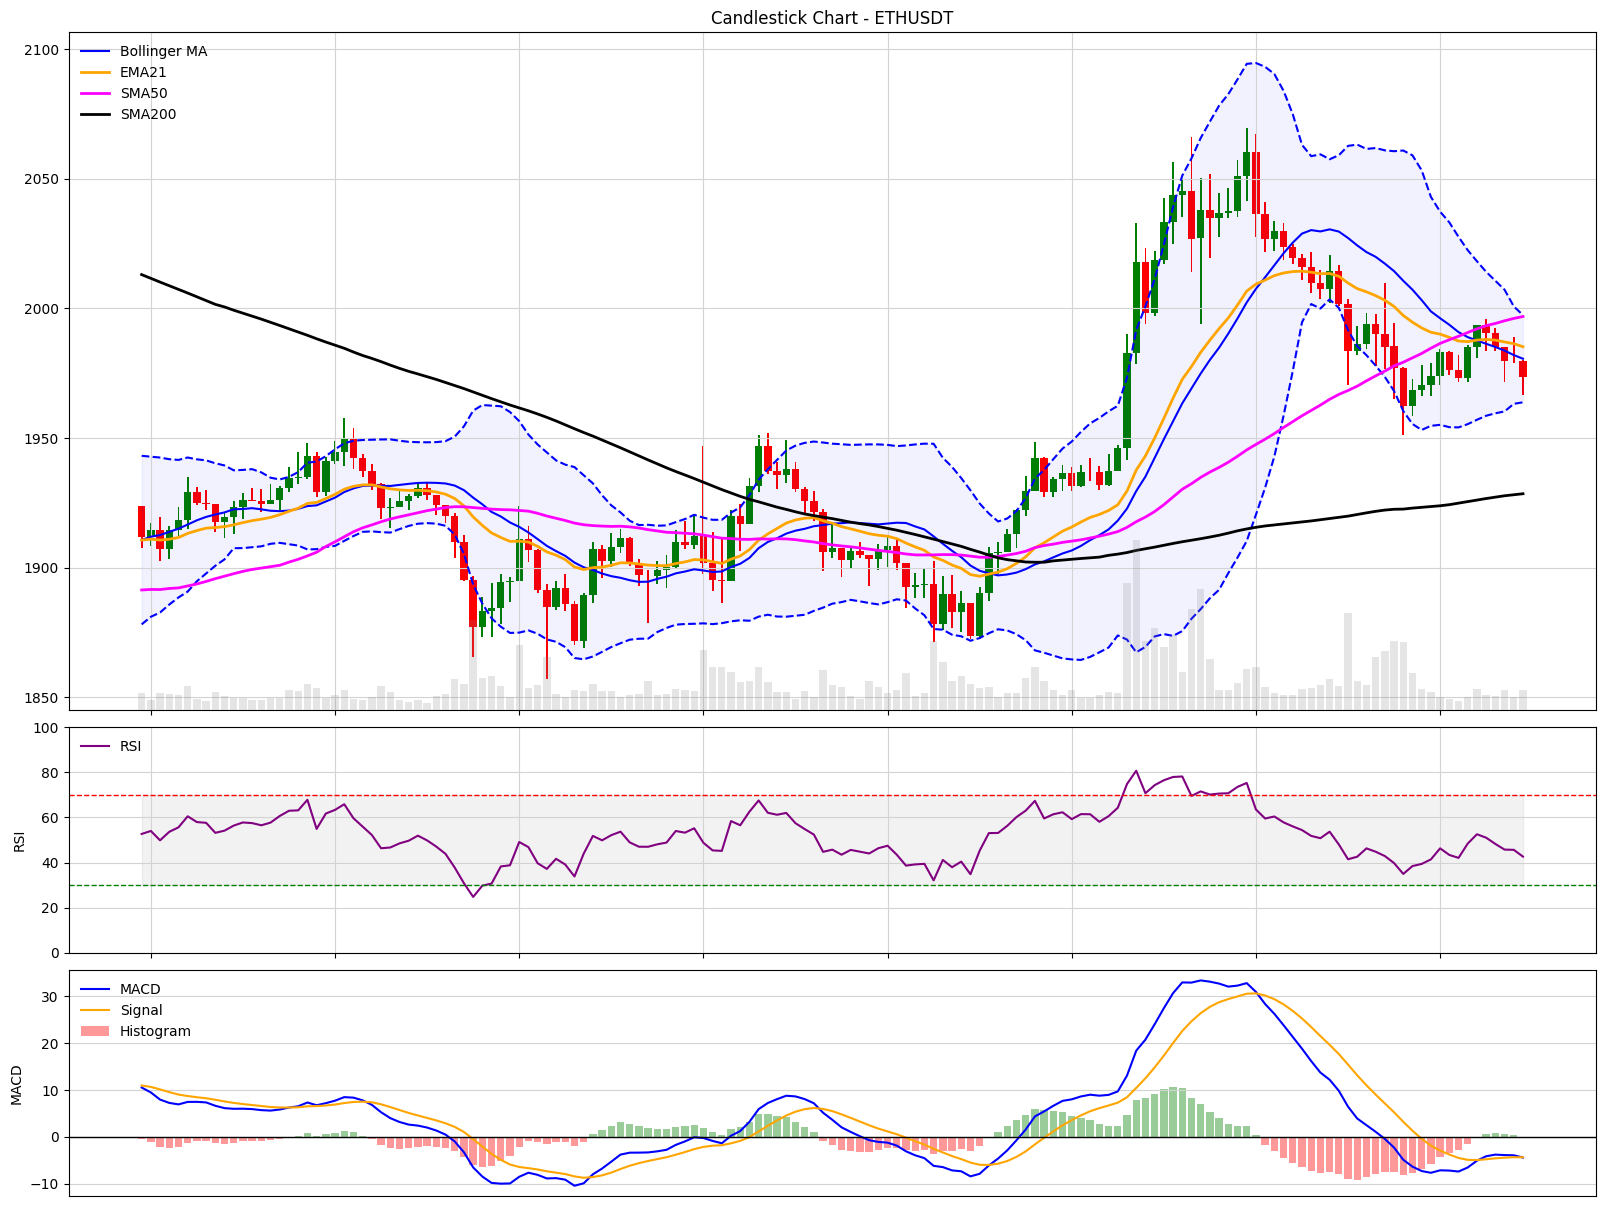 Candlestick Chart - ETHUSDT
2100
2050
2000
1950
1900
1850
Bollinger MA
EMA21
SMA50
SMA200
RSI
100
80
60
40
20
0
RSI
MACD
30
20
10
0
−10
MACD
Signal
Histogram